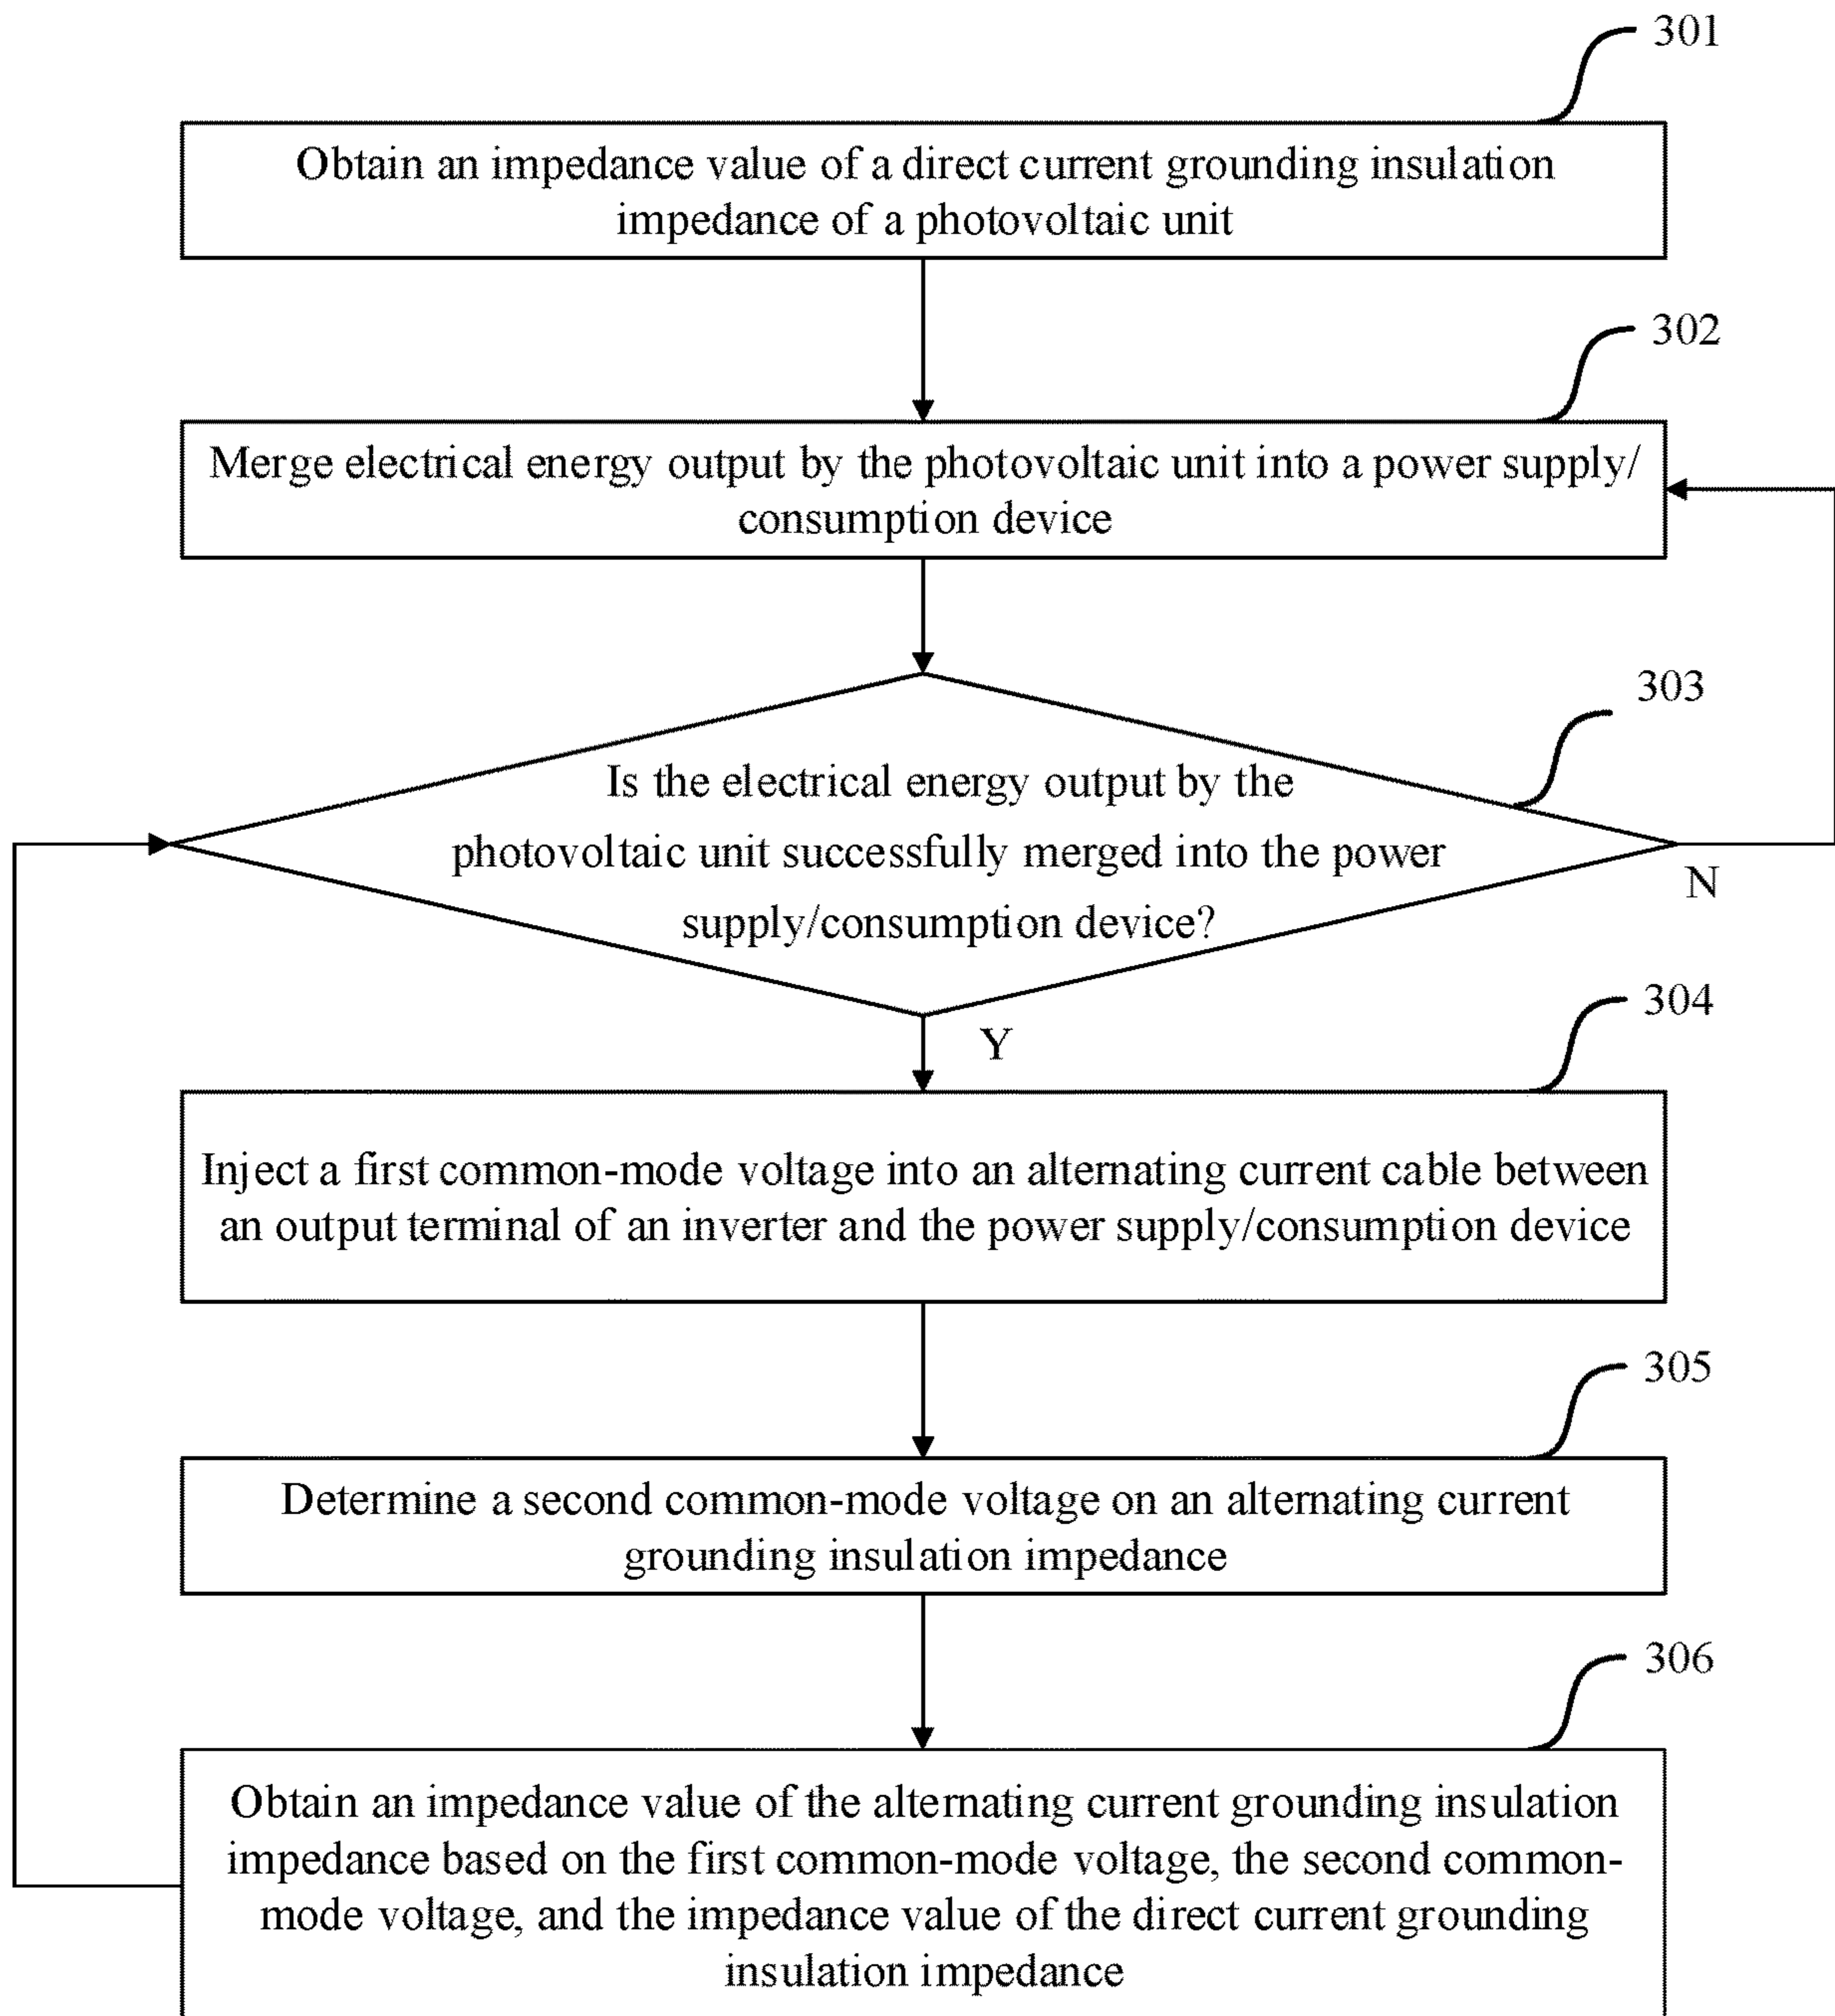 301
Obtain an impedance value of a direct current grounding insulation
impedance of a photovoltaic unit
302
Merge electrical energy output by the photovoltaic unit into a power supply/
consumption device
303
Is the electrical energy output by the
photovoltaic unit successfully merged into the power
supply/consumption device?
N
Y
304
Inject a first common-mode voltage into an alternating current cable between
an output terminal of an inverter and the power supply/consumption device
305
Determine a second common-mode voltage on an alternating current
grounding insulation impedance
306
Obtain an impedance value of the alternating current grounding insulation
impedance based on the first common-mode voltage, the second common-
mode voltage, and the impedance value of the direct current grounding
insulation impedance